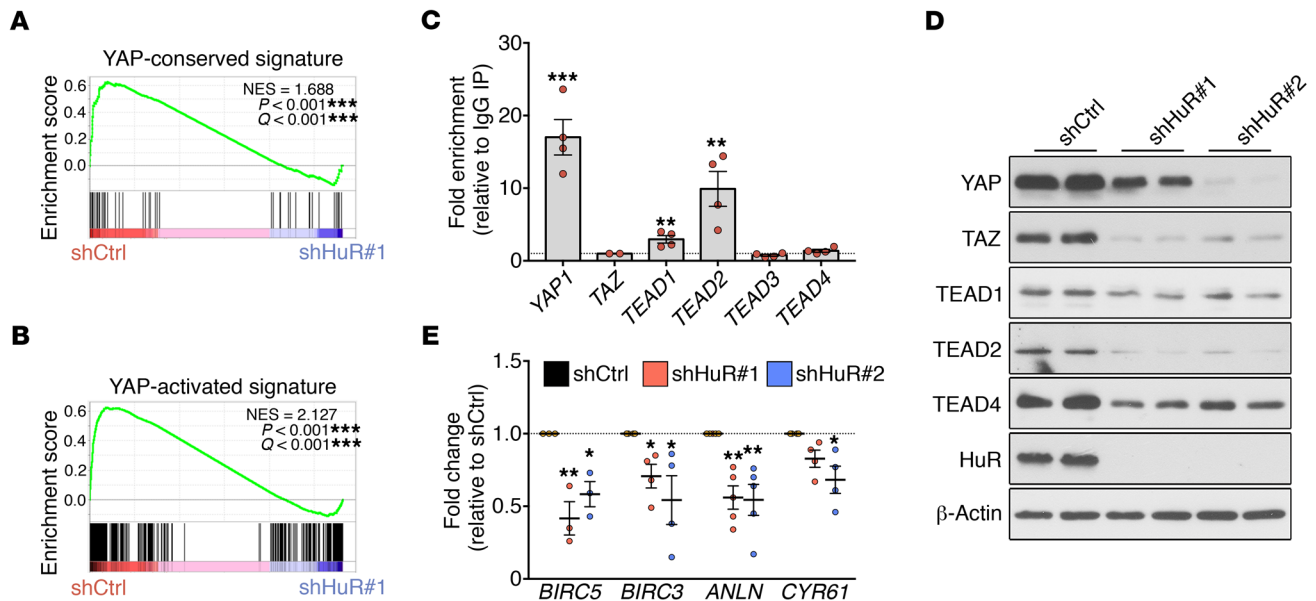 A
YAP-conserved signature
Enrichment score
0.6
0.4
0.2
0.0
NES = 1.688
P < 0.001***
Q < 0.001***
shCtrl
shHuR#1
B
YAP-activated signature
Enrichment score
0.6
0.4
0.2
0.0
NES = 2.127
P < 0.001***
Q < 0.001***
shCtrl
shHuR#1
C
Fold enrichment
(relative to IgG IP)
30
20
10
0
***
**
**
YAP1
TAZ
TEAD1
TEAD2
TEAD3
TEAD4
D
shCtrl
shHuR#1
shHuR#2
YAP
TAZ
TEAD1
TEAD2
TEAD4
HuR
β-Actin
E
Fold change
(relative to shCtrl)
1.5
1.0
0.5
0
shCtrl
shHuR#1
shHuR#2
**
*
*
*
**
**
*
BIRC5
BIRC3
ANLN
CYR61